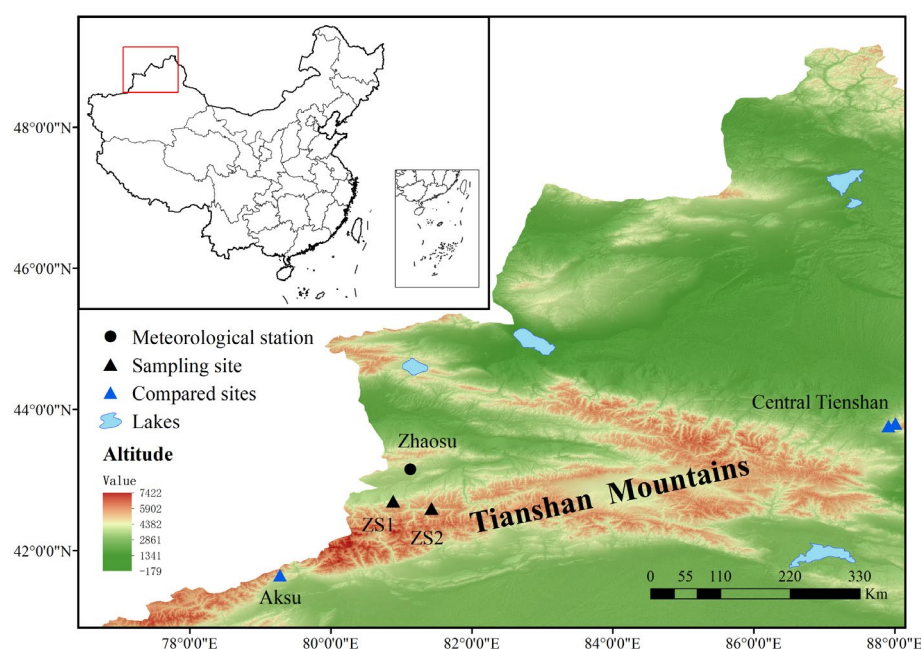 48°0'0"N
46°0'0"N
44°0'0"N
42°0'0"N
Meteorological station
Sampling site
Compared sites
Lakes
Altitude
Value
7422
5902
4382
2861
1341
-179
Central Tienshan
Zhaosu
ZS1
ZS2
Tianshan Mountains
Aksu
0 55 110 220 330
Km
78°0'0"E 80°0'0"E 82°0'0"E 84°0'0"E 86°0'0"E 88°0'0"E